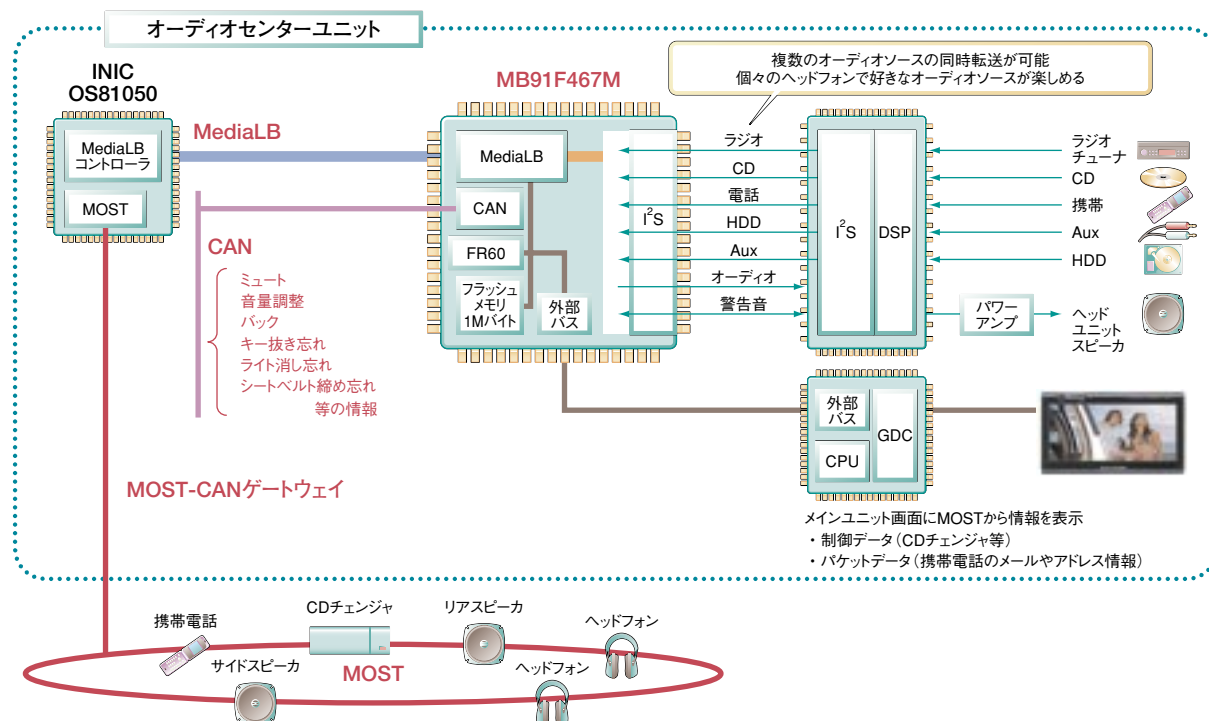 オーディオセンターユニット
INIC
OS81050
MediaLB
コントローラ
MOST
MediaLB
CAN
ミュート
音量調整
バック
キー抜き忘れ
ライト消し忘れ
シートベルト締め忘れ
等の情報
MOST-CANゲートウェイ
MB91F467M
MediaLB
CAN
FR60
フラッシュ
メモリ
1Mバイト
外部
バス
I²S
複数のオーディオソースの同時転送が可能
個々のヘッドフォンで好きなオーディオソースが楽しめる
ラジオ
CD
電話
HDD
Aux
オーディオ
警告音
I²S
DSP
ラジオ
チューナ
CD
携帯
Aux
HDD
パワー
アンプ
ヘッド
ユニット
スピーカ
外部
バス
CPU
GDC
メインユニット画面にMOSTから情報を表示
・制御データ（CDチェンジャ等）
・パケットデータ（携帯電話のメールやアドレス情報）
携帯電話
CDチェンジャ
リアスピーカ
ヘッドフォン
サイドスピーカ
MOST
ヘッドフォン